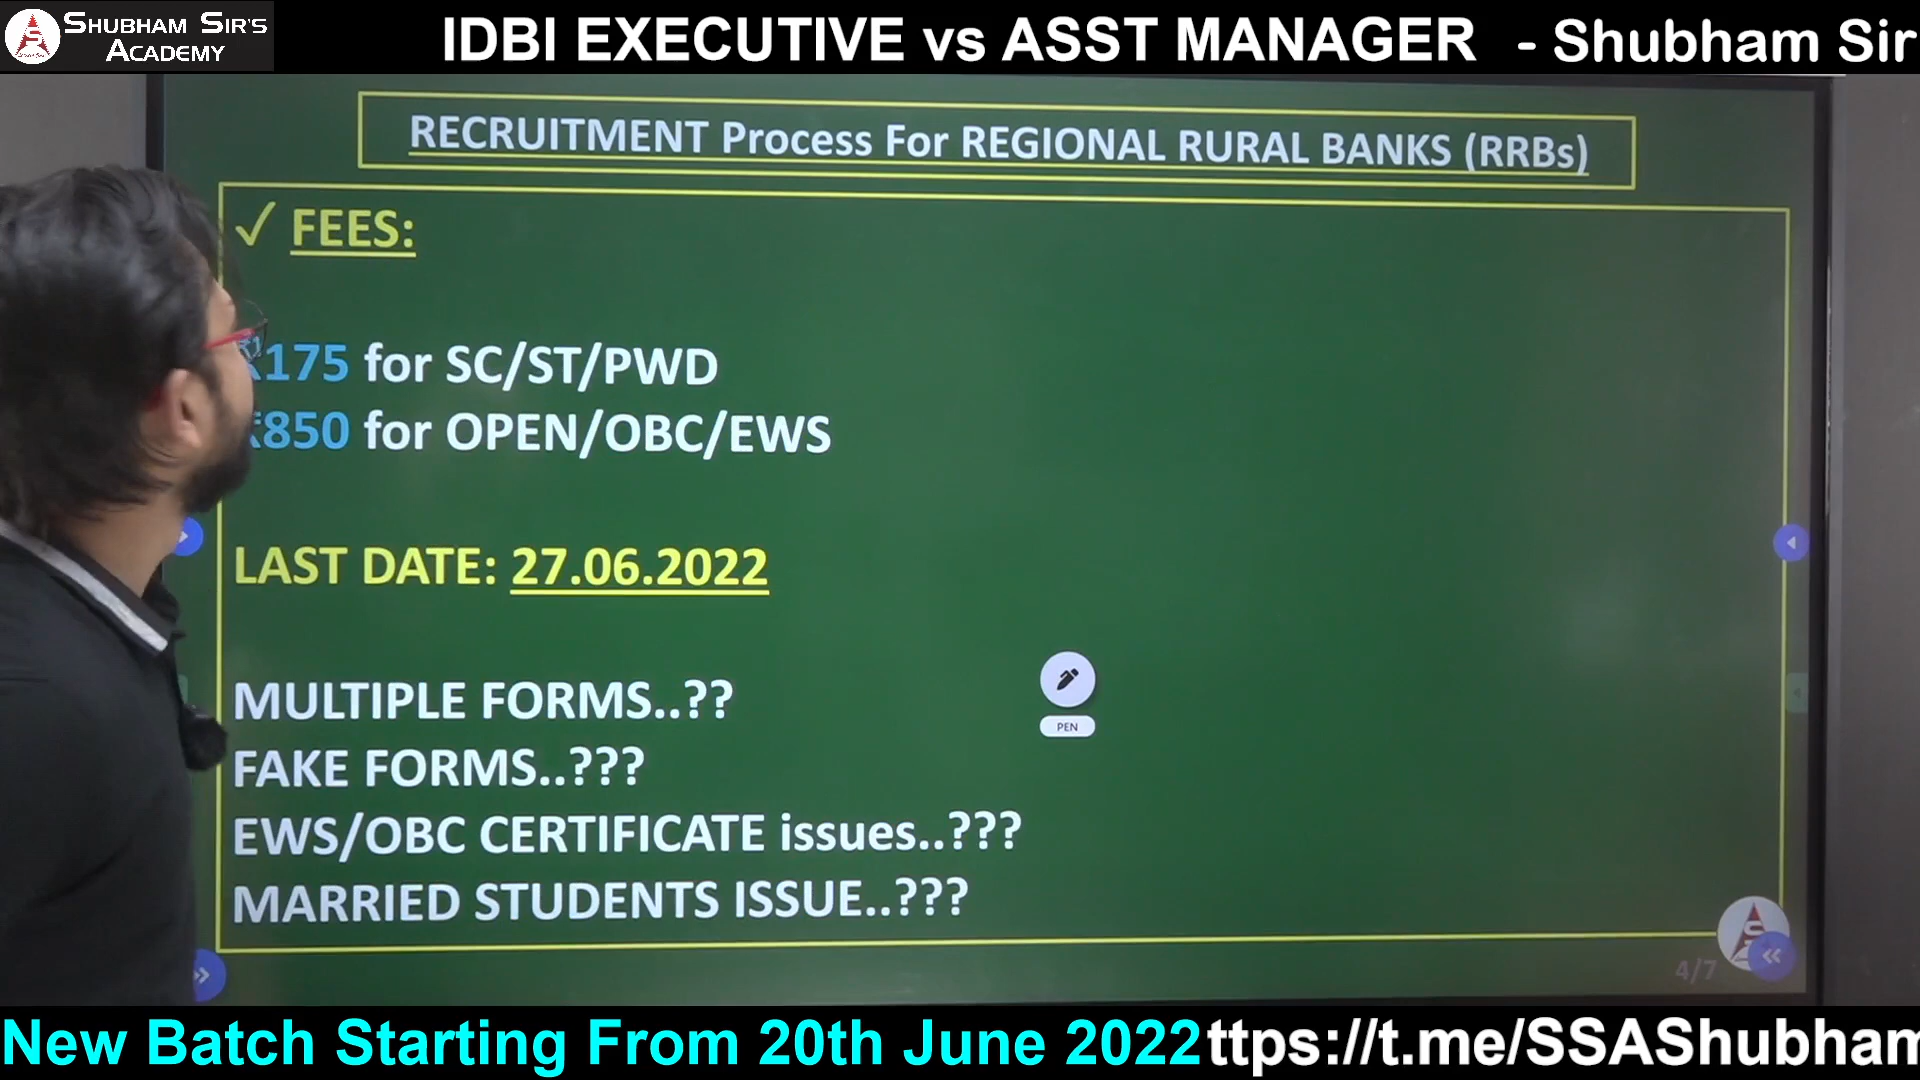 SHUBHAM SIR'S
ACADEMY
IDBI EXECUTIVE vs ASST MANAGER - Shubham Sir
RECRUITMENT Process For REGIONAL RURAL BANKS (RRBs)
✓ FEES:
₹175 for SC/ST/PWD
₹850 for OPEN/OBC/EWS
LAST DATE: 27.06.2022
MULTIPLE FORMS..??
PEN
FAKE FORMS..???
EWS/OBC CERTIFICATE issues..???
MARRIED STUDENTS ISSUE..???
4/7
New Batch Starting From 20th June 2022 ttps://t.me/SSAShubham